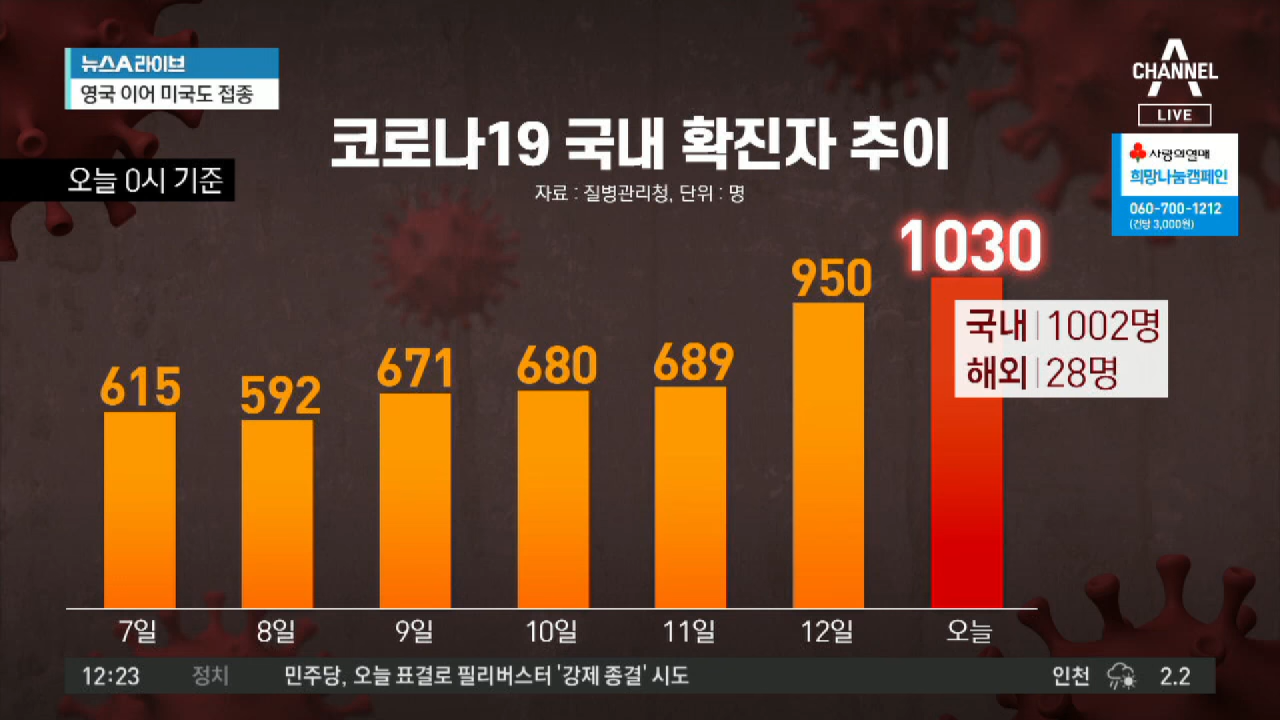 뉴스A 라이브
영국 이어 미국도 접종
CHANNEL A
LIVE
코로나19 국내 확진자 추이
자료 : 질병관리청, 단위 : 명
오늘 0시 기준
사랑의열매
희망나눔캠페인
060-700-1212
(건당 3,000원)
615
592
671
680
689
950
1030
국내 | 1002명
해외 | 28명
7일
8일
9일
10일
11일
12일
오늘
12:23 정치 민주당, 오늘 표결로 필리버스터 '강제 종결' 시도 인천 2.2